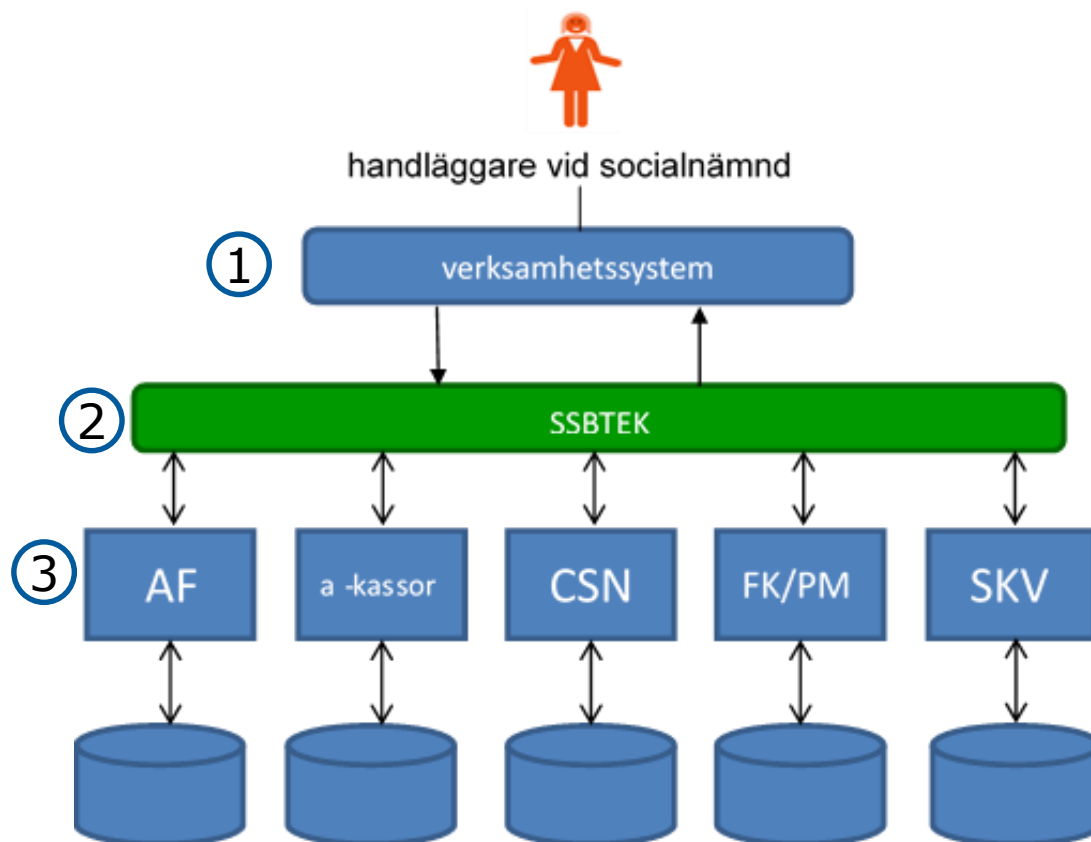 handläggare vid socialnämnd
1
verksamhetssystem
2
SSBTEK
3
AF
a -kassor
CSN
FK/PM
SKV